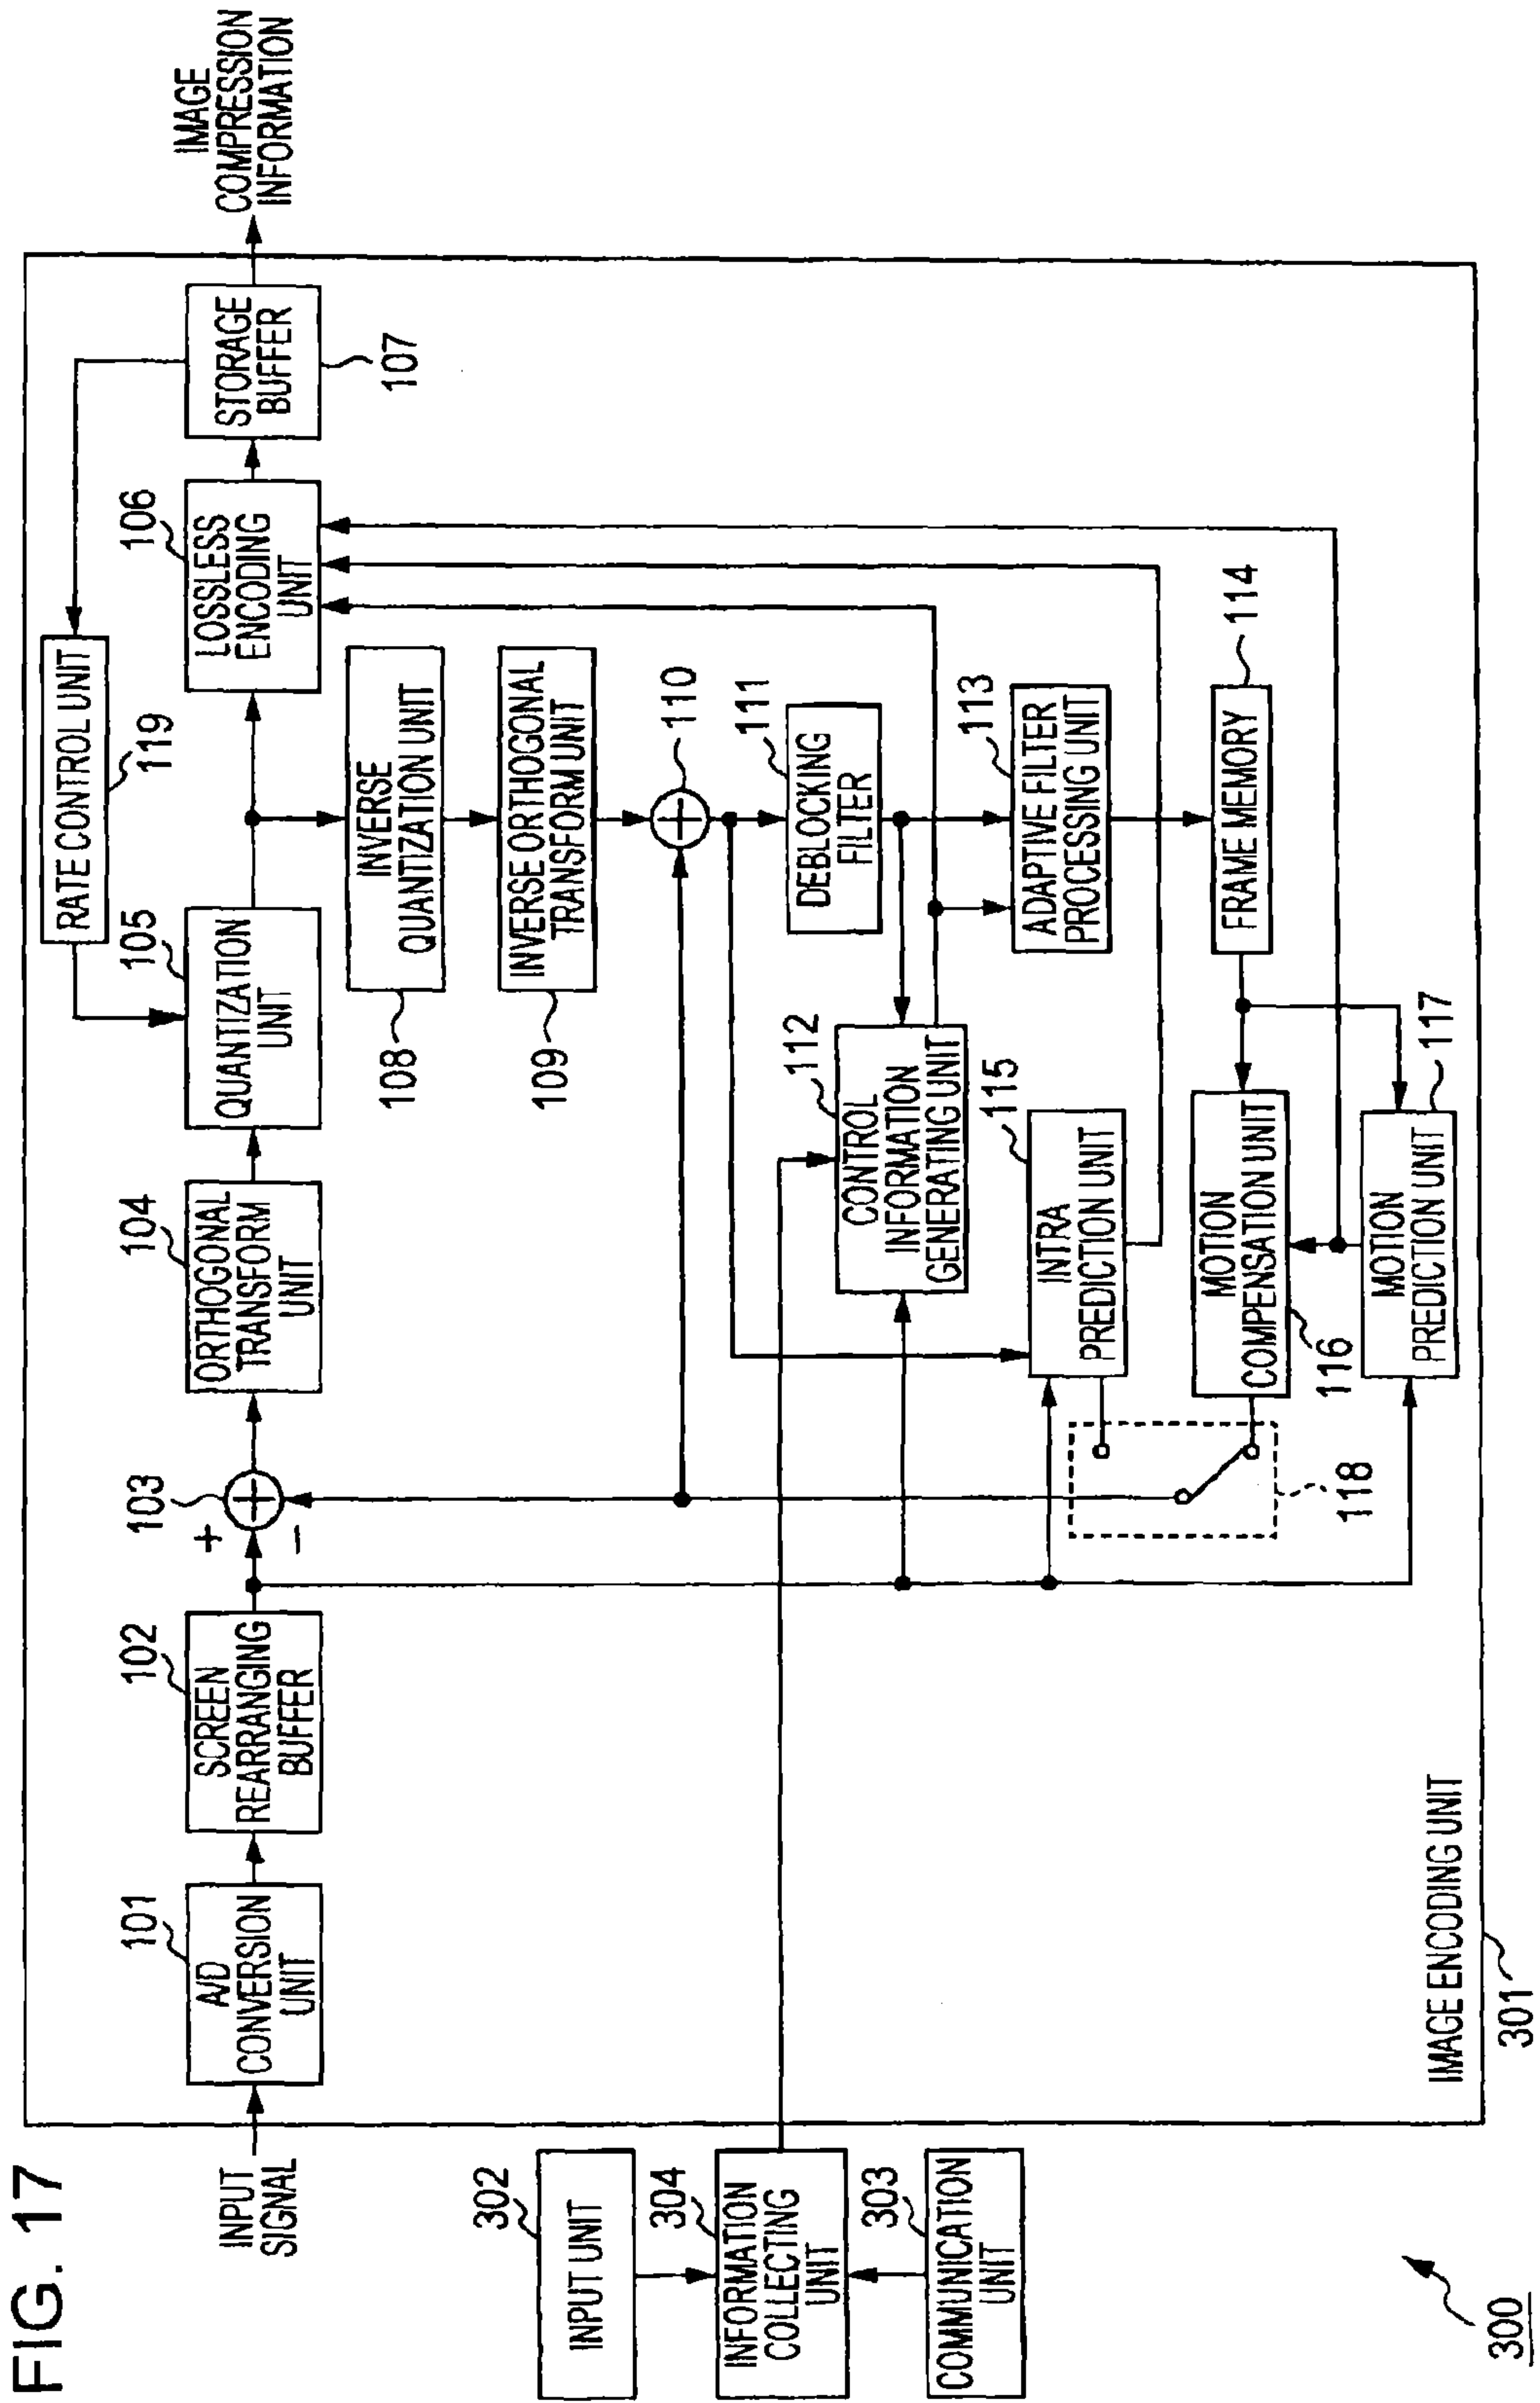 FIG. 17
300
INPUT
SIGNAL
101
A/D
CONVERSION
UNIT
102
SCREEN
REARRANGING
BUFFER
103
+
−
104
ORTHOGONAL
TRANSFORM
UNIT
105
QUANTIZATION
UNIT
RATE CONTROL UNIT
119
106
LOSSLESS
ENCODING
UNIT
STORAGE
BUFFER
107
IMAGE
COMPRESSION
INFORMATION
INVERSE
QUANTIZATION UNIT
108
INVERSE ORTHOGONAL
TRANSFORM UNIT
109
110
111
DEBLOCKING
FILTER
112
CONTROL
INFORMATION
GENERATING UNIT
113
ADAPTIVE FILTER
PROCESSING UNIT
114
FRAME MEMORY
115
INTRA
PREDICTION UNIT
MOTION
COMPENSATION UNIT
116
117
MOTION
PREDICTION UNIT
118
302
INPUT UNIT
304
INFORMATION
COLLECTING
UNIT
303
COMMUNICATION
UNIT
IMAGE ENCODING UNIT
301